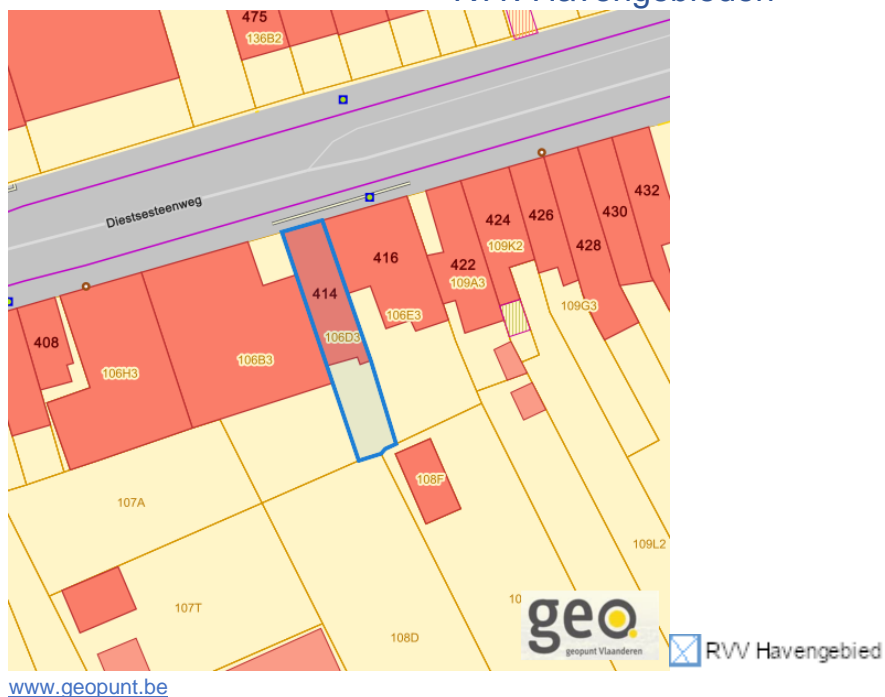 RVV Havengebieden
475
136B2
Diestsesteenweg
432
430
426
424
109K2
428
416
422
109A3
414
109G3
106E3
106D3
408
106B3
106H3
108F
107A
109L2
107T
10
108D
geo
geopunt Vlaanderen
RVV Havengebied
www.geopunt.be